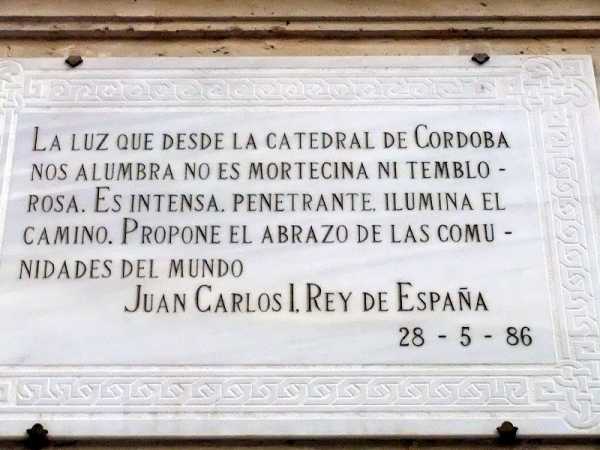 LA LUZ QUE DESDE LA CATEDRAL DE CORDOBA
NOS ALUMBRA NO ES MORTECINA NI TEMBLO -
ROSA. ES INTENSA. PENETRANTE. ILUMINA EL
CAMINO. PROPONE EL ABRAZO DE LAS COMU -
NIDADES DEL MUNDO
JUAN CARLOS I. REY DE ESPAÑA
28 - 5 - 86